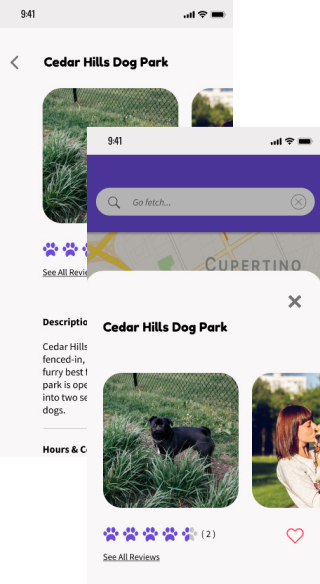 9:41
Cedar Hills Dog Park
See All
Descriptio
Cedar Hills
fenced-in,
furry best f
park is ope
into two se
dogs.
Hours & C
9:41
Go fetch...
CUPERTINO
Cedar Hills Dog Park
( 2 )
See All Reviews